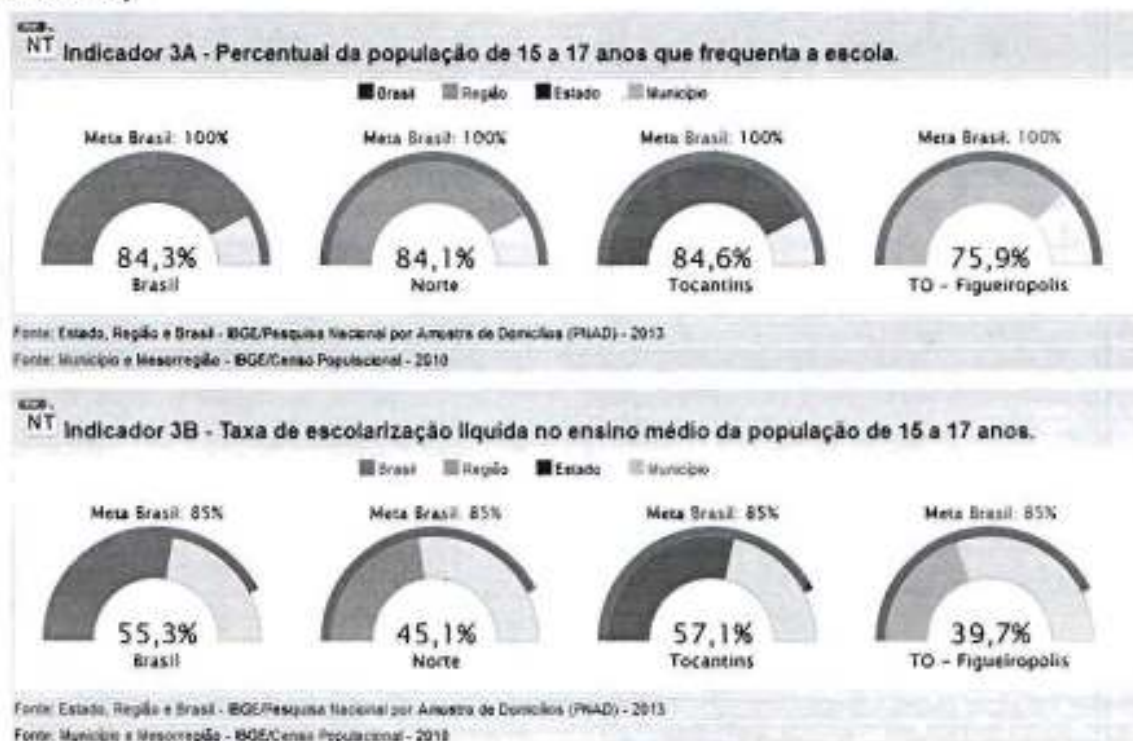 NT Indicador 3A - Percentual da população de 15 a 17 anos que frequenta a escola.
Brasil Região Estado Município
Meta Brasil: 100% Meta Brasil: 100% Meta Brasil: 100% Meta Brasil: 100%
84,3% 84,1% 84,6% 75,9%
Brasil Norte Tocantins TO - Figueiropolis
Fonte: Estado, Região e Brasil - IBGE/Pesquisa Nacional por Amostra de Domicílios (PNAD) - 2013
Fonte: Município e Mesorregião - IBGE/Censo Populacional - 2010
NT Indicador 3B - Taxa de escolarização líquida no ensino médio da população de 15 a 17 anos.
Brasil Região Estado Município
Meta Brasil: 85% Meta Brasil: 85% Meta Brasil: 85% Meta Brasil: 85%
55,3% 45,1% 57,1% 39,7%
Brasil Norte Tocantins TO - Figueiropolis
Fonte: Estado, Região e Brasil - IBGE/Pesquisa Nacional por Amostra de Domicílios (PNAD) - 2013
Fonte: Município e Mesorregião - IBGE/Censo Populacional - 2010